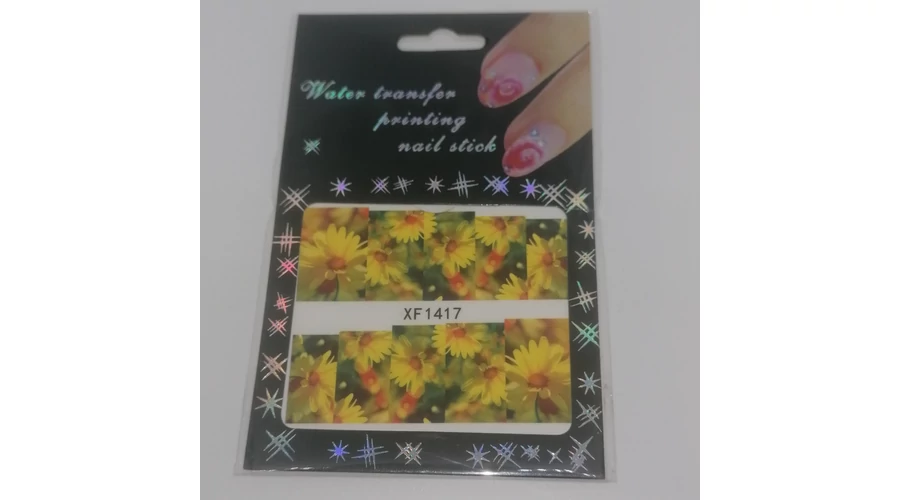 Water transfer
printing
nail stick
XF1417